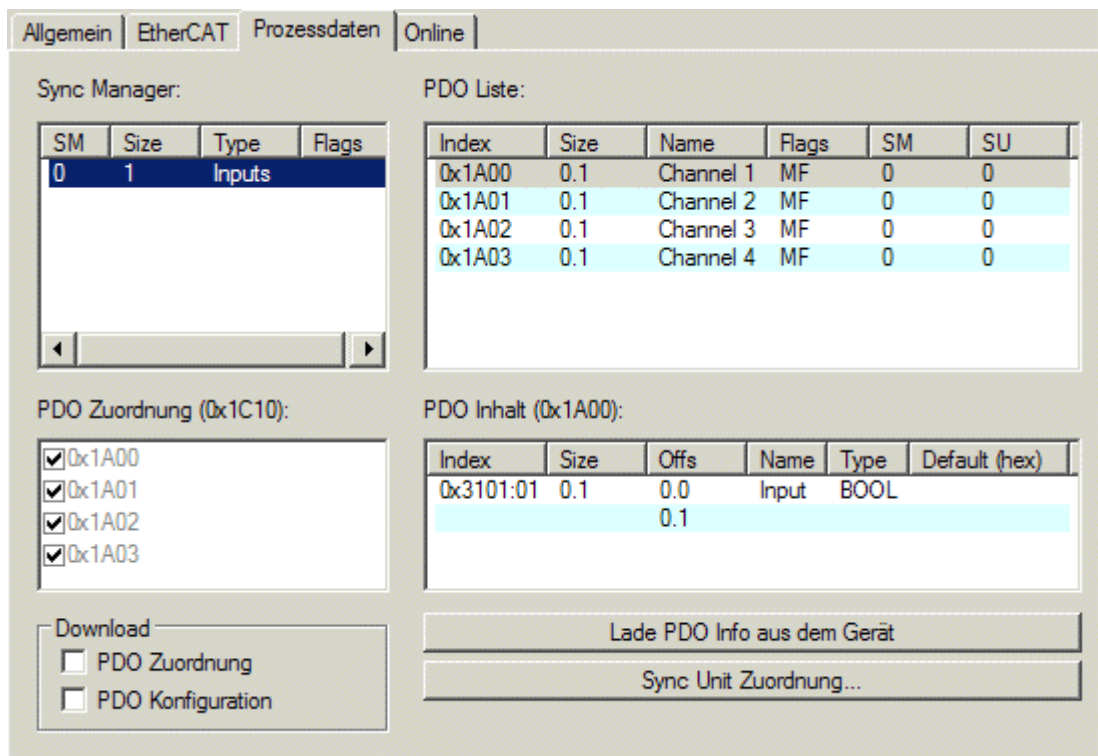 Allgemein EtherCAT Prozessdaten Online
Sync Manager:
SM Size Type Flags
0 1 Inputs
PDO Liste:
Index Size Name Flags SM SU
0x1A00 0.1 Channel 1 MF 0 0
0x1A01 0.1 Channel 2 MF 0 0
0x1A02 0.1 Channel 3 MF 0 0
0x1A03 0.1 Channel 4 MF 0 0
PDO Zuordnung (0x1C10):
0x1A00
0x1A01
0x1A02
0x1A03
PDO Inhalt (0x1A00):
Index Size Offs Name Type Default (hex)
0x3101:01 0.1 0.0 Input BOOL
0.1
Download
PDO Zuordnung
PDO Konfiguration
Lade PDO Info aus dem Gerät
Sync Unit Zuordnung...